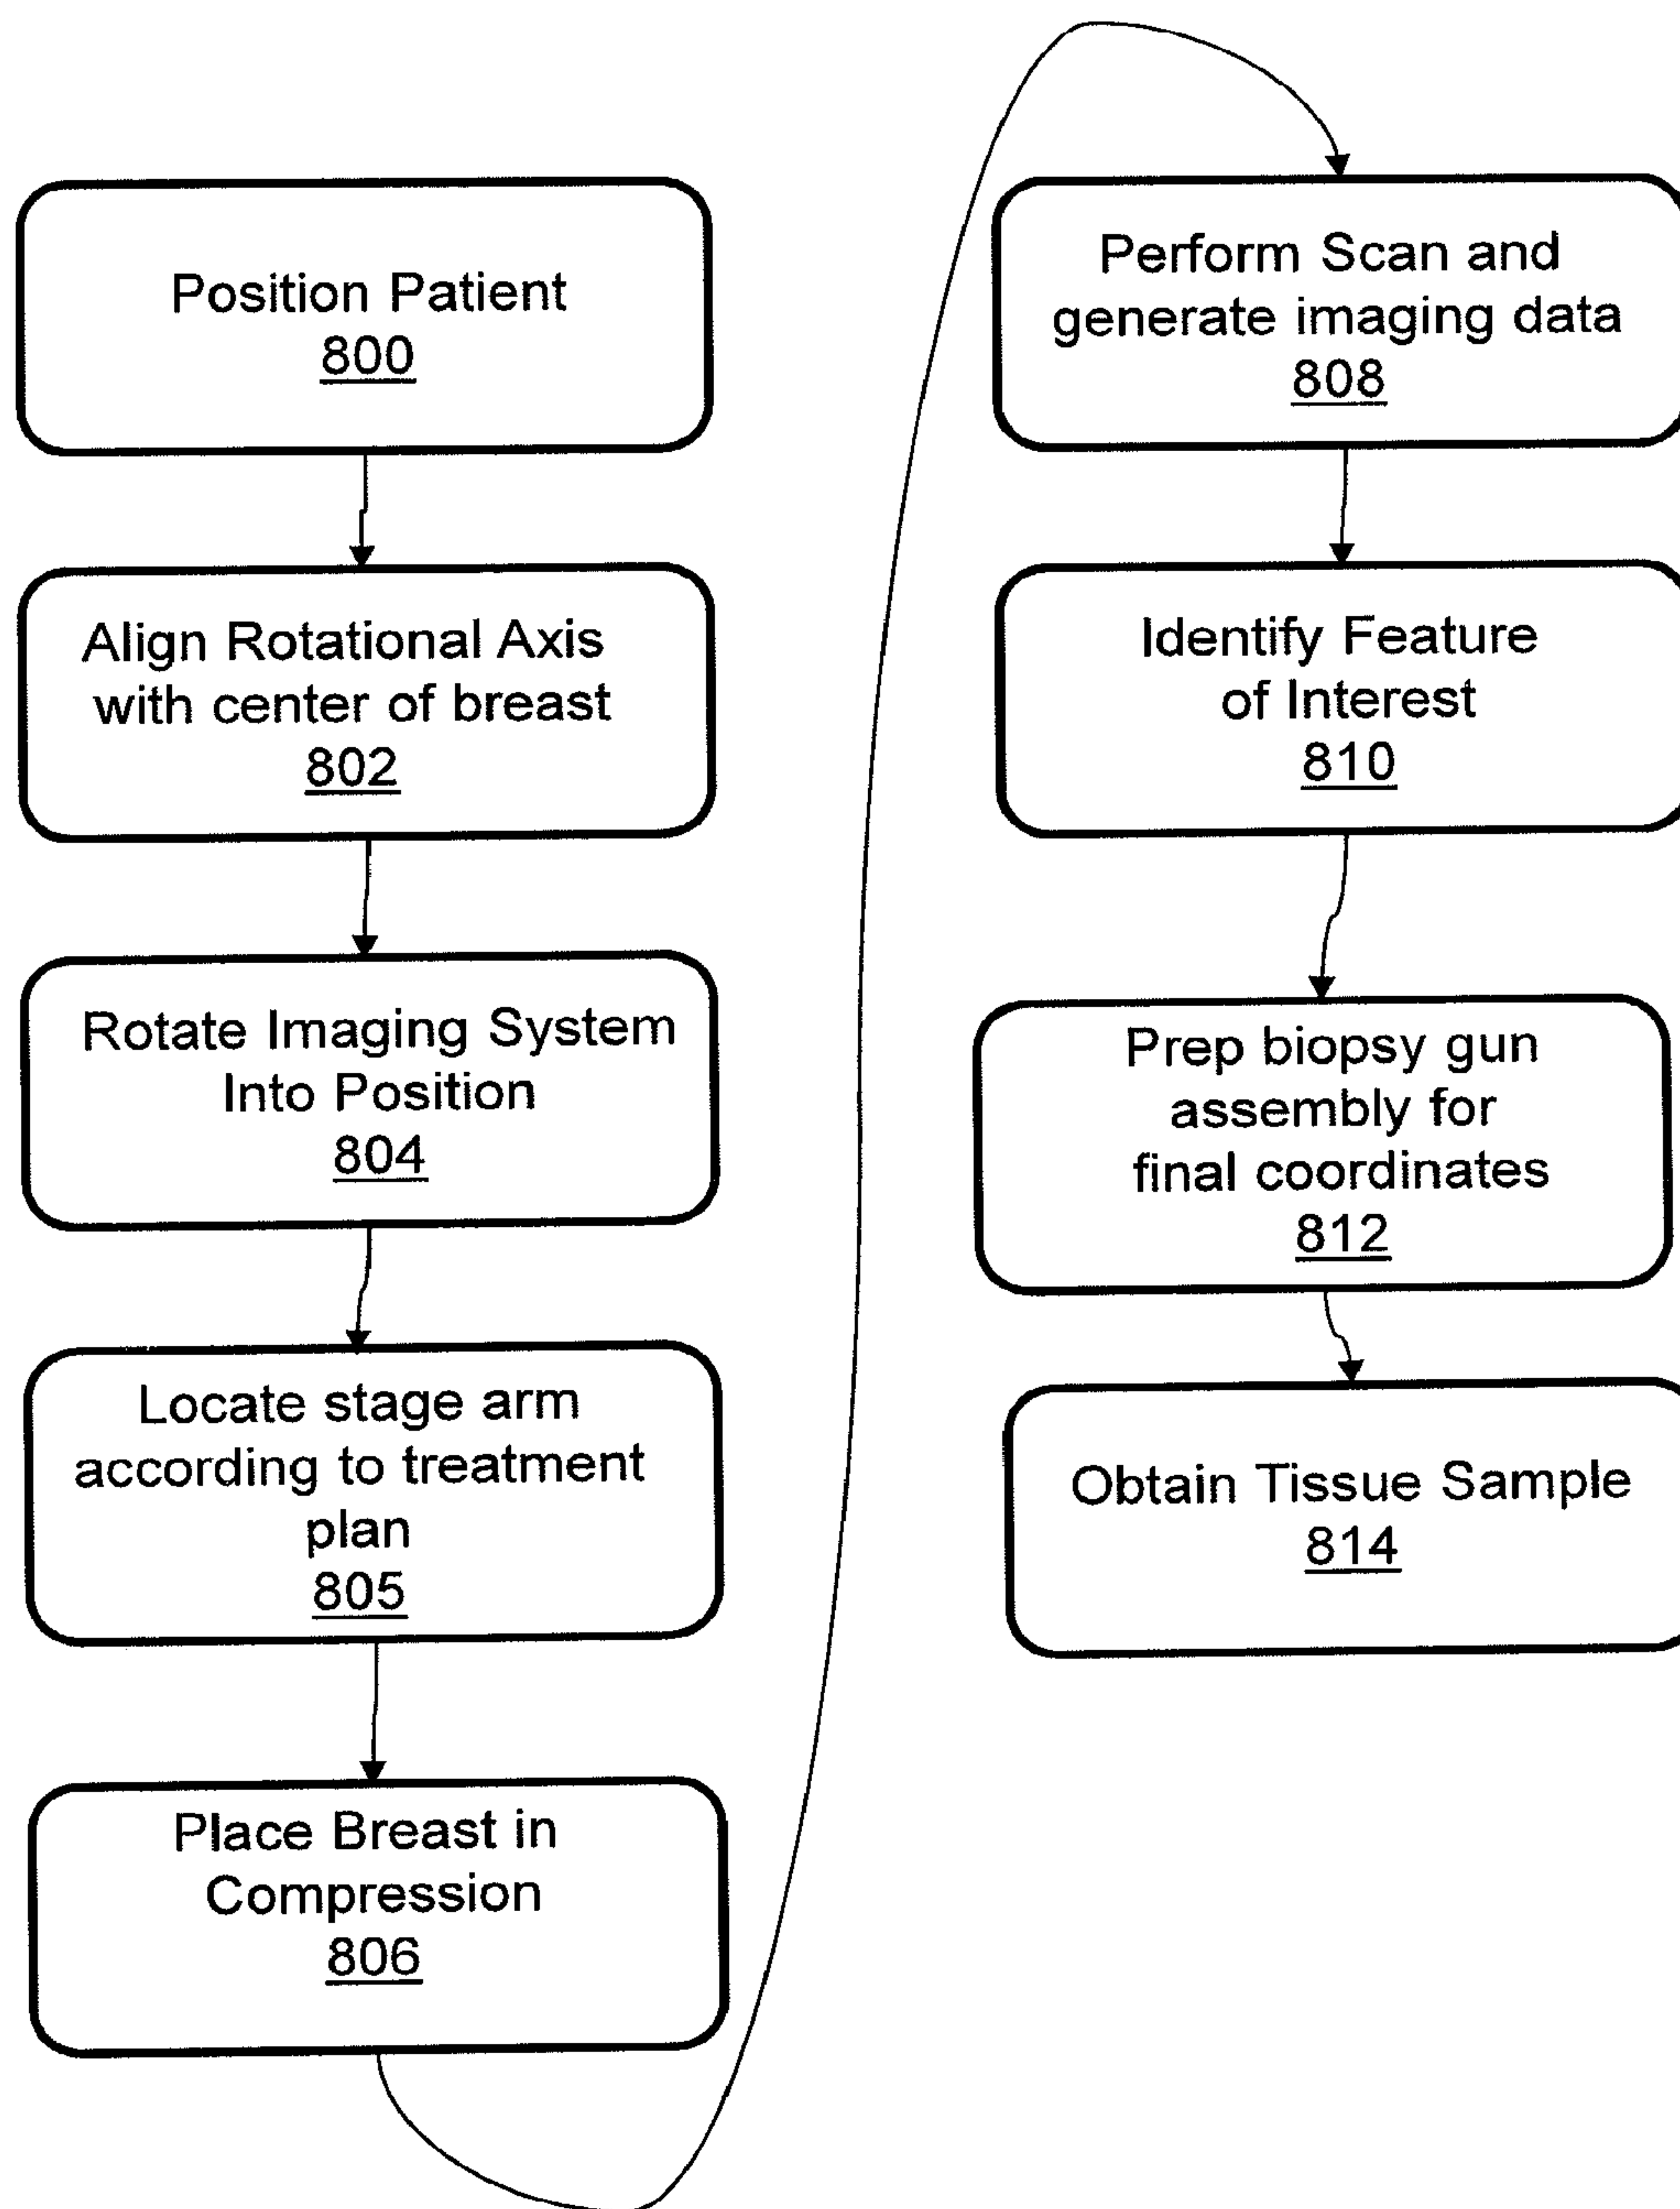 Position Patient
800
Align Rotational Axis
with center of breast
802
Rotate Imaging System
Into Position
804
Locate stage arm
according to treatment
plan
805
Place Breast in
Compression
806
Perform Scan and
generate imaging data
808
Identify Feature
of Interest
810
Prep biopsy gun
assembly for
final coordinates
812
Obtain Tissue Sample
814